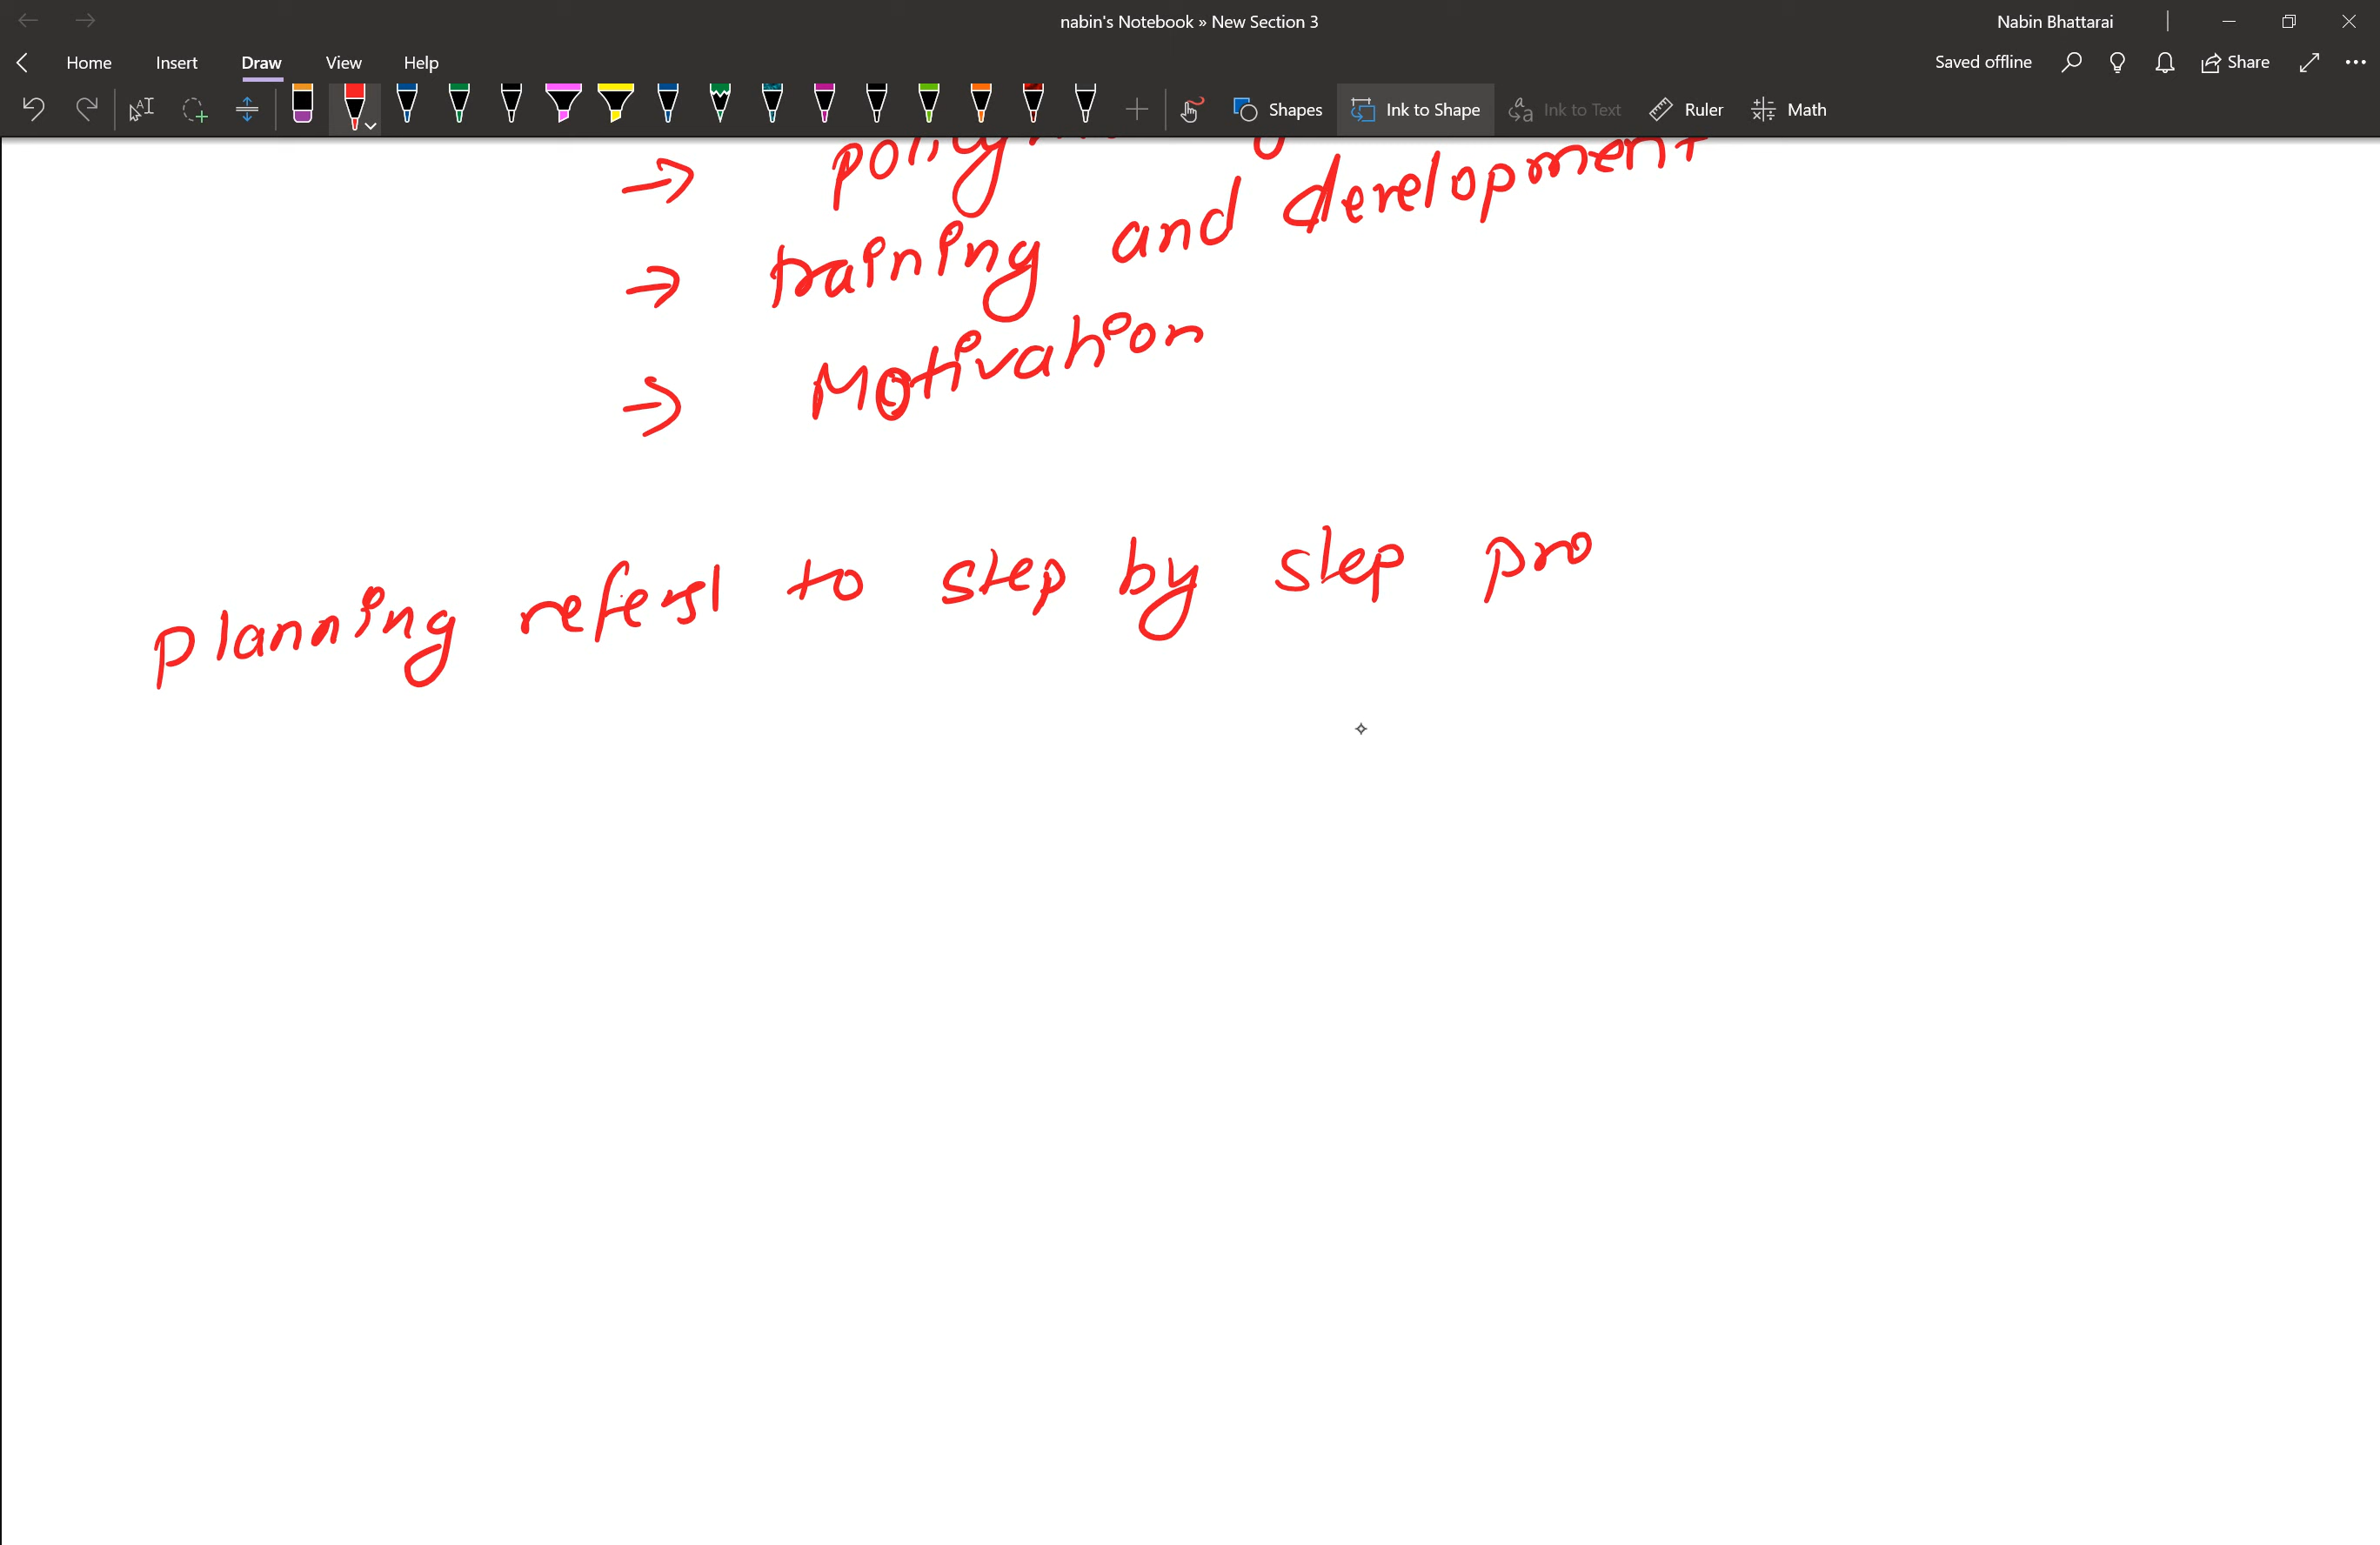 nabin's Notebook » New Section 3
Nabin Bhattarai
Home Insert Draw View Help
Saved offline
Share
Shapes
Ink to Shape
Ink to Text
Ruler
Math
→
→ training and development
→ Motivation
planning refers to step by step pro